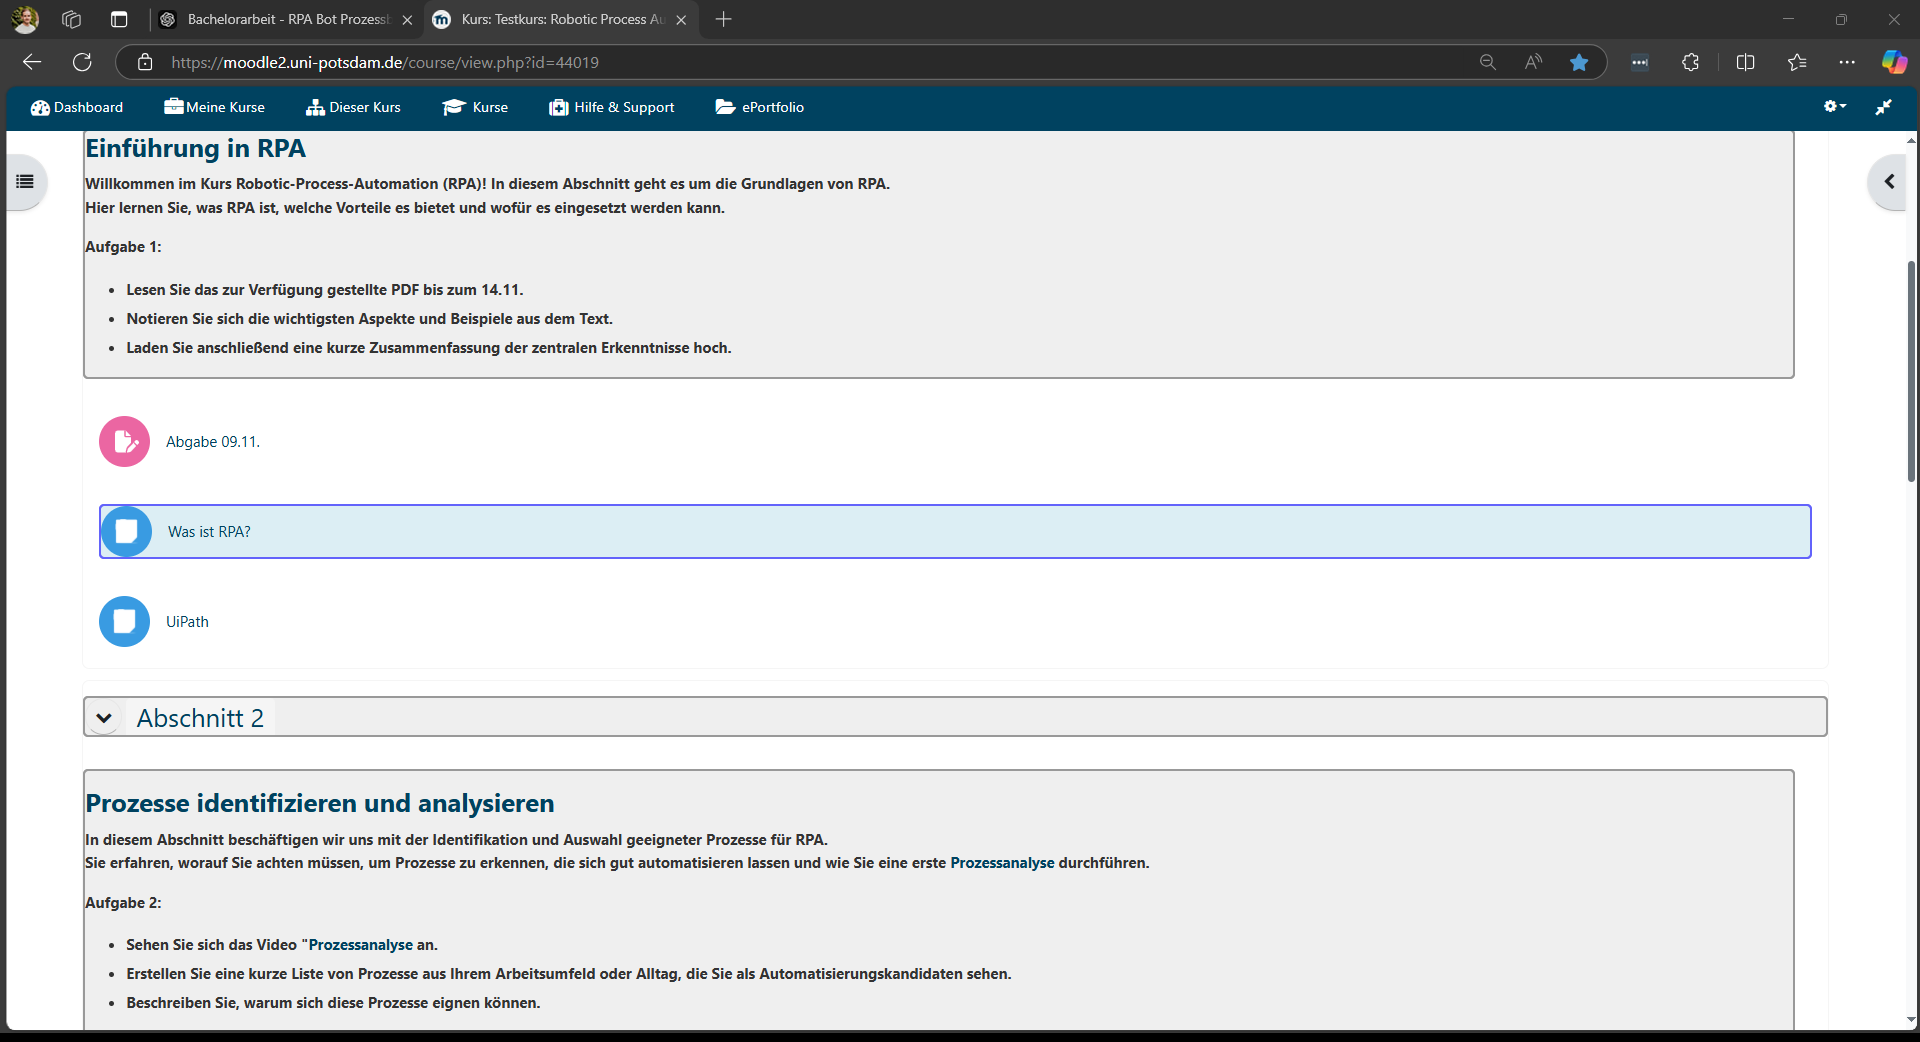 Bachelorarbeit - RPA Bot Prozess
Kurs: Testkurs: Robotic Process Au
https://moodle2.uni-potsdam.de/course/view.php?id=44019
Dashboard
Meine Kurse
Dieser Kurs
Kurse
Hilfe & Support
ePortfolio
Einführung in RPA
Willkommen im Kurs Robotic-Process-Automation (RPA)! In diesem Abschnitt geht es um die Grundlagen von RPA.
Hier lernen Sie, was RPA ist, welche Vorteile es bietet und wofür es eingesetzt werden kann.
Aufgabe 1:
• Lesen Sie das zur Verfügung gestellte PDF bis zum 14.11.
• Notieren Sie sich die wichtigsten Aspekte und Beispiele aus dem Text.
• Laden Sie anschließend eine kurze Zusammenfassung der zentralen Erkenntnisse hoch.
Abgabe 09.11.
Was ist RPA?
UiPath
Abschnitt 2
Prozesse identifizieren und analysieren
In diesem Abschnitt beschäftigen wir uns mit der Identifikation und Auswahl geeigneter Prozesse für RPA.
Sie erfahren, worauf Sie achten müssen, um Prozesse zu erkennen, die sich gut automatisieren lassen und wie Sie eine erste Prozessanalyse durchführen.
Aufgabe 2:
• Sehen Sie sich das Video "Prozessanalyse an.
• Erstellen Sie eine kurze Liste von Prozesse aus Ihrem Arbeitsumfeld oder Alltag, die Sie als Automatisierungskandidaten sehen.
• Beschreiben Sie, warum sich diese Prozesse eignen können.